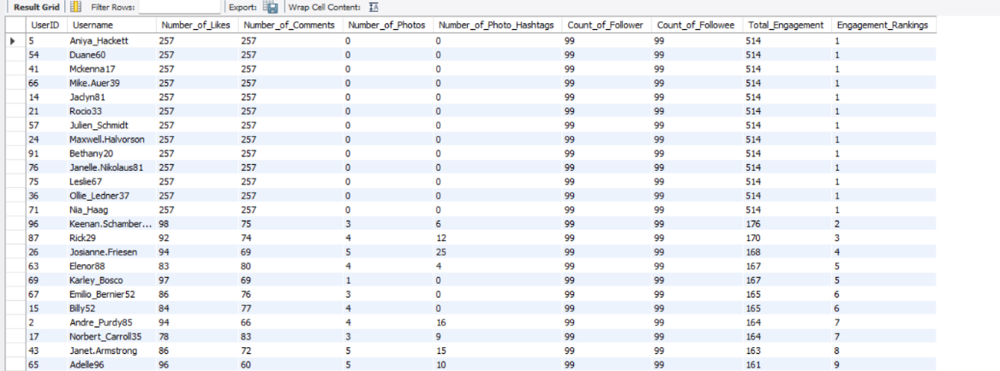 Result Grid Filter Rows: Export: Wrap Cell Content:
UserID Username Number_of_Likes Number_of_Comments Number_of_Photos Number_of_Photo_Hashtags Count_of_Follower Count_of_Followee Total_Engagement Engagement_Rankings
5 Aniya_Hackett 257 257 0 0 99 99 514 1
54 Duane60 257 257 0 0 99 99 514 1
41 Mckenna17 257 257 0 0 99 99 514 1
66 Mike.Auer39 257 257 0 0 99 99 514 1
14 Jaclyn81 257 257 0 0 99 99 514 1
21 Rocio33 257 257 0 0 99 99 514 1
57 Julien_Schmidt 257 257 0 0 99 99 514 1
24 Maxwell.Halvorson 257 257 0 0 99 99 514 1
91 Bethany20 257 257 0 0 99 99 514 1
76 Janelle.Nikolaus81 257 257 0 0 99 99 514 1
75 Leslie67 257 257 0 0 99 99 514 1
36 Ollie_Ledner37 257 257 0 0 99 99 514 1
71 Nia_Haag 257 257 0 0 99 99 514 1
96 Keenan.Schamber... 98 75 3 6 99 99 176 2
87 Rick29 92 74 4 12 99 99 170 3
26 Josianne.Friesen 94 69 5 25 99 99 168 4
63 Elenor88 83 80 4 4 99 99 167 5
69 Karley_Bosco 97 69 1 0 99 99 167 5
67 Emilio_Bernier52 86 76 3 0 99 99 165 6
15 Billy52 84 77 4 0 99 99 165 6
2 Andre_Purdy85 94 66 4 16 99 99 164 7
17 Norbert_Carroll35 78 83 3 9 99 99 164 7
43 Janet.Armstrong 86 72 5 15 99 99 163 8
65 Adelle96 96 60 5 10 99 99 161 9